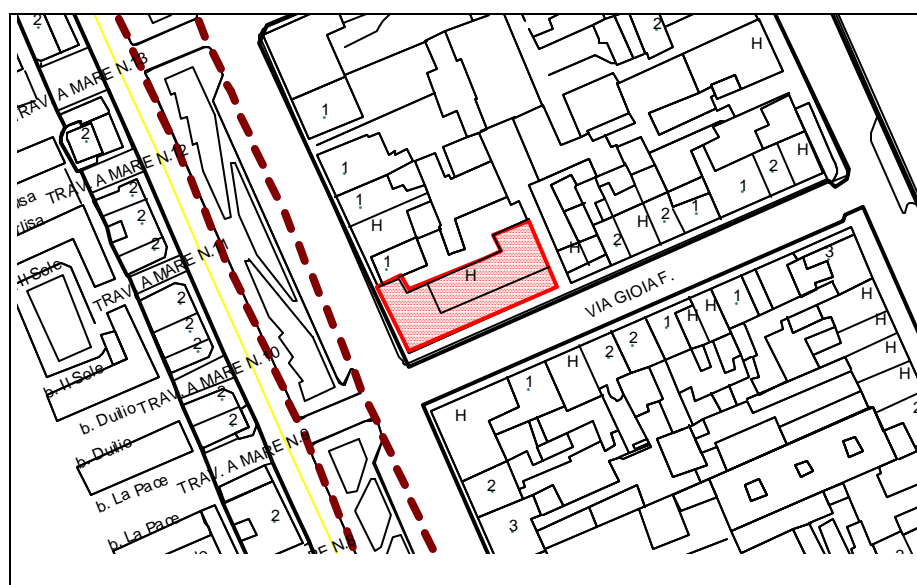 2
TRAV. A MARE N.13
2
TRAV. A MARE N.12
2
2
2
TRAV. A MARE N.11
Il Sole
2
2
2
TRAV. A MARE N.10
2
2
TRAV. A MARE N.9
2
b. Il Sole
b. Duilio
b. Duilio
b. La Pace
b. La Pace
2
H
1
1
1
H
1
H
H
2
H
2
1
1
2
H
VIA GIOIA F.
3
H
1
H
2
2
1
H
H
1
H
H
H
2
2
3